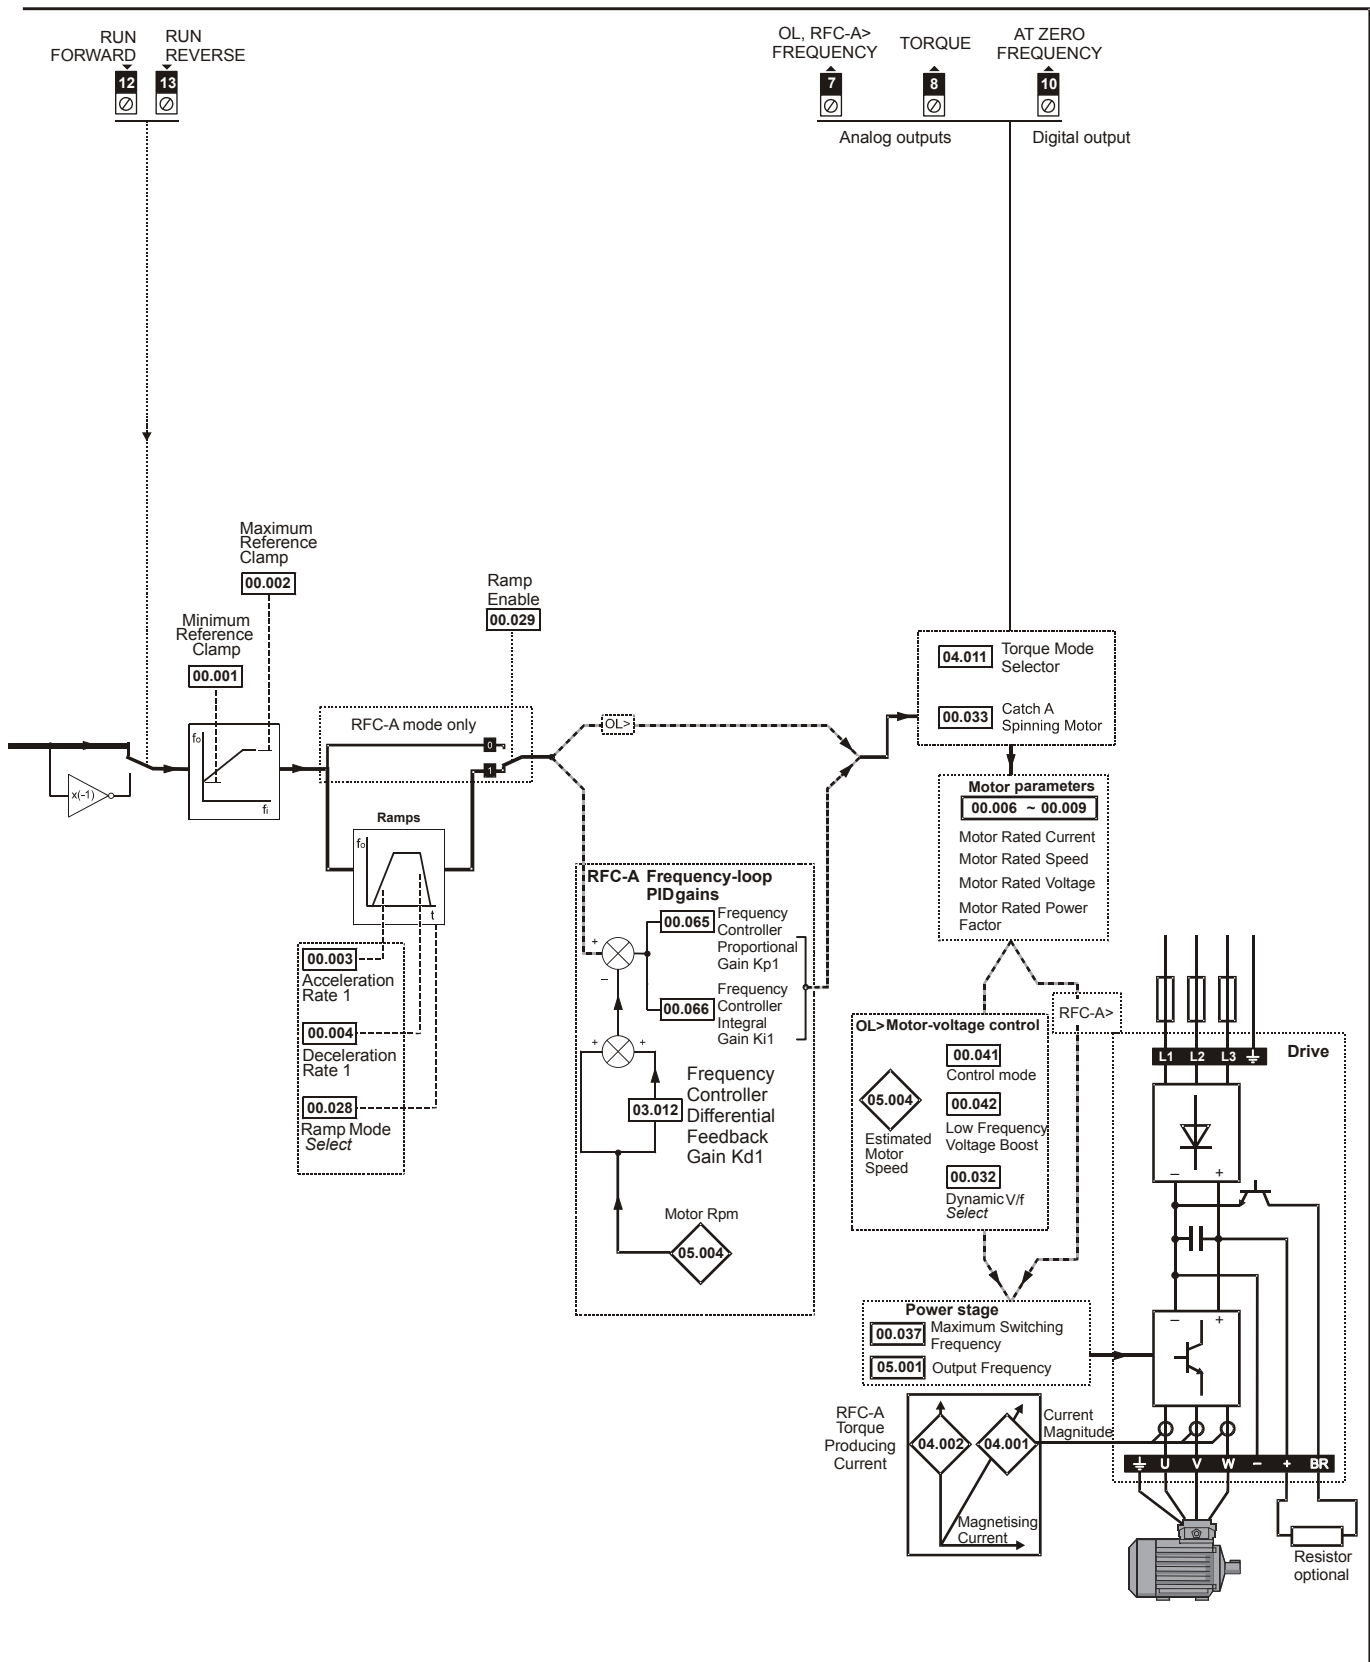 RUN
FORWARD
RUN
REVERSE
12
13
OL, RFC-A>
FREQUENCY
TORQUE
AT ZERO
FREQUENCY
7
8
10
Analog outputs
Digital output
Maximum
Reference
Clamp
00.002
Minimum
Reference
Clamp
00.001
Ramp
Enable
00.029
RFC-A mode only
0
1
x(-1)
fo
fi
OL>
04.011
Torque Mode
Selector
00.033
Catch A
Spinning Motor
Motor parameters
00.006 ~ 00.009
Motor Rated Current
Motor Rated Speed
Motor Rated Voltage
Motor Rated Power
Factor
Ramps
fo
t
00.003
Acceleration
Rate 1
00.004
Deceleration
Rate 1
00.028
Ramp Mode
Select
RFC-A Frequency-loop
PIDgains
00.065
Frequency
Controller
Proportional
Gain Kp1
00.066
Frequency
Controller
Integral
Gain Ki1
+
–
+
+
03.012
Frequency
Controller
Differential
Feedback
Gain Kd1
Motor Rpm
05.004
RFC-A>
OL> Motor-voltage control
00.041
Control mode
05.004
Estimated
Motor
Speed
00.042
Low Frequency
Voltage Boost
00.032
Dynamic V/f
Select
Power stage
00.037
Maximum Switching
Frequency
05.001
Output Frequency
RFC-A
Torque
Producing
Current
04.002
04.001
Current
Magnitude
Magnetising
Current
L1 L2 L3
Drive
– +
– +
U V W – + BR
Resistor
optional